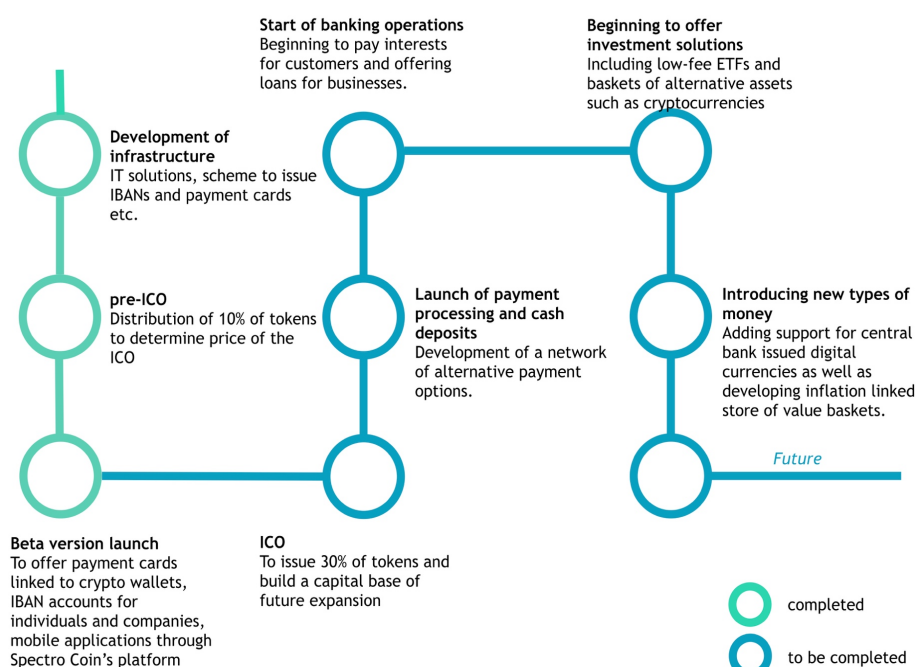 Start of banking operations
Beginning to pay interests
for customers and offering
loans for businesses.
Beginning to offer
investment solutions
Including low-fee ETFs and
baskets of alternative assets
such as cryptocurrencies
Development of
infrastructure
IT solutions, scheme to issue
IBANs and payment cards
etc.
pre-ICO
Distribution of 10% of tokens
to determine price of the
ICO
Launch of payment
processing and cash
deposits
Development of a network
of alternative payment
options.
Introducing new types of
money
Adding support for central
bank issued digital
currencies as well as
developing inflation linked
store of value baskets.
Future
Beta version launch
To offer payment cards
linked to crypto wallets,
IBAN accounts for
individuals and companies,
mobile applications through
Spectro Coin’s platform
ICO
To issue 30% of tokens and
build a capital base of
future expansion
completed
to be completed